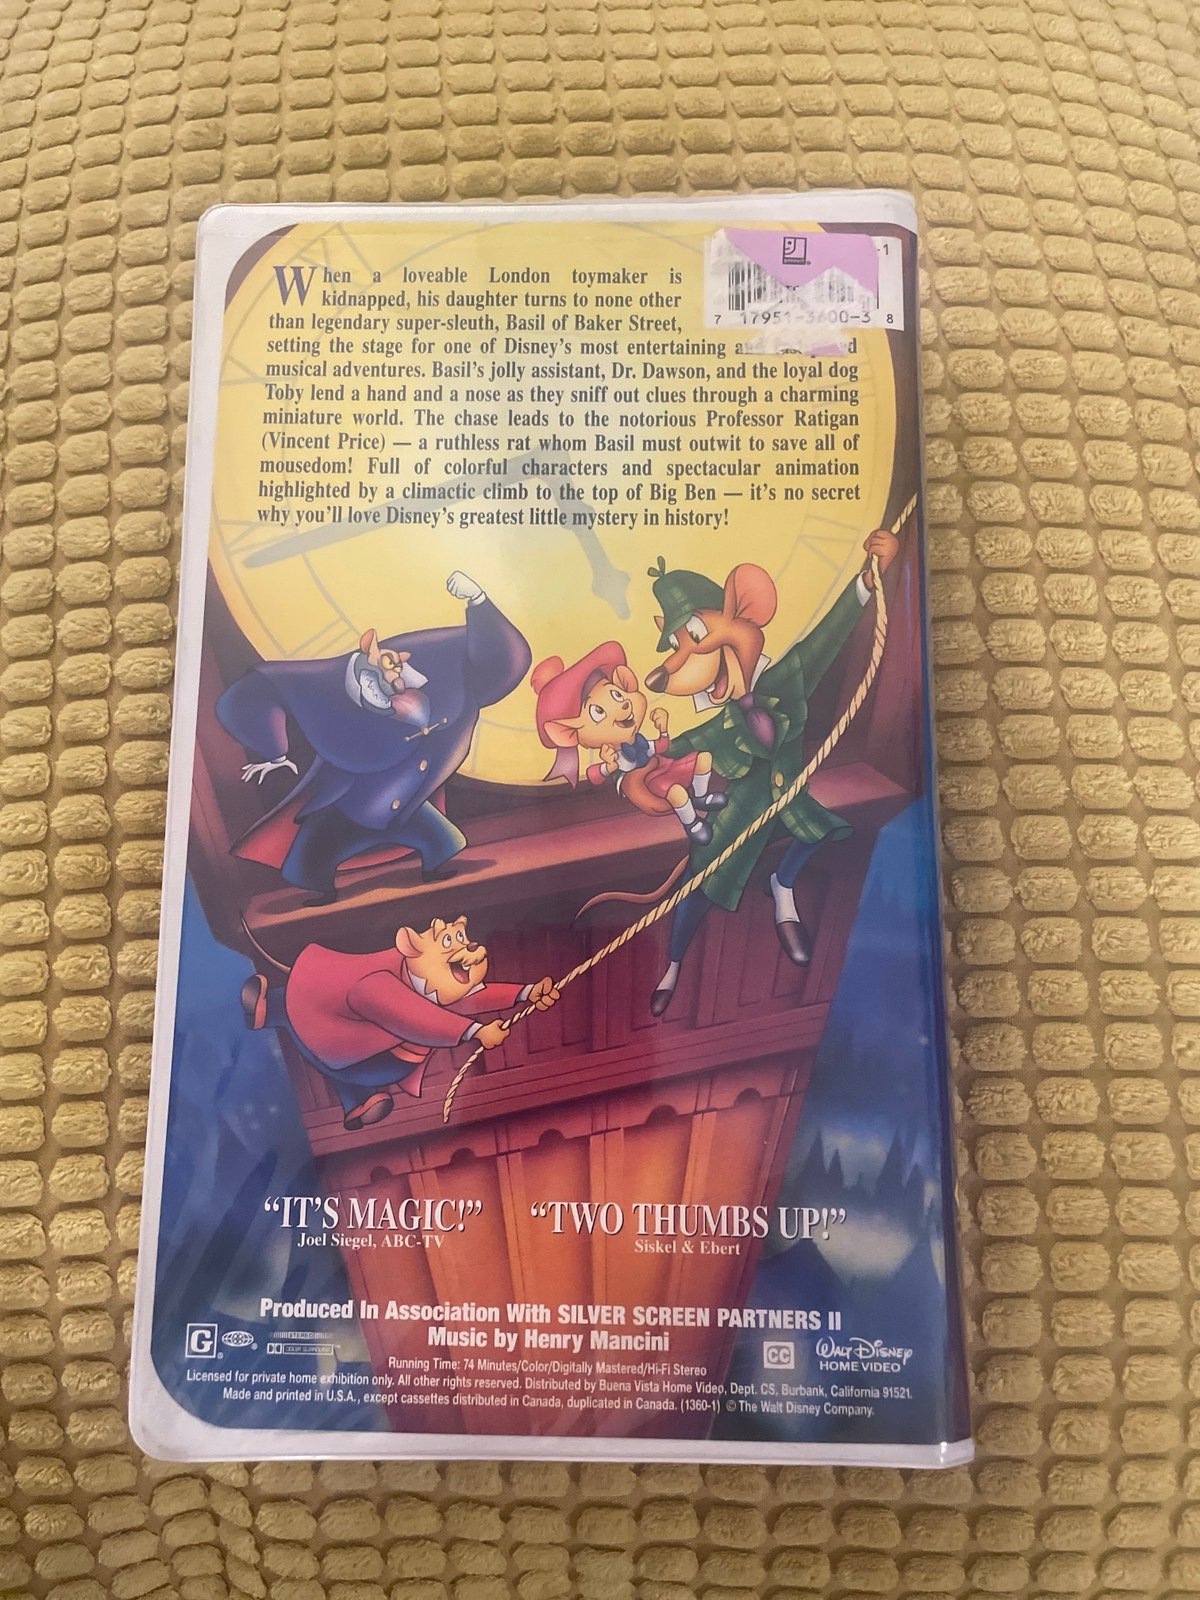 When a loveable London toymaker is
kidnapped, his daughter turns to none other
than legendary super-sleuth, Basil of Baker Street,
setting the stage for one of Disney's most entertaining
musical adventures. Basil's jolly assistant, Dr. Dawson, and the loyal dog
Toby lend a hand and a nose as they sniff out clues through a charming
miniature world. The chase leads to the notorious Professor Ratigan
(Vincent Price) — a ruthless rat whom Basil must outwit to save all of
mousedom! Full of colorful characters and spectacular animation
highlighted by a climactic climb to the top of Big Ben — it's no secret
why you'll love Disney's greatest little mystery in history!
-1
7 17951-3600-3 8
"IT'S MAGIC!"
Joel Siegel, ABC-TV
"TWO THUMBS UP!"
Siskel & Ebert
Produced In Association With SILVER SCREEN PARTNERS II
Music by Henry Mancini
G
STEREO
CC
Walt Disney
HOME VIDEO
Running Time: 74 Minutes/Color/Digitally Mastered/Hi-Fi Stereo
Licensed for private home exhibition only. All other rights reserved. Distributed by Buena Vista Home Video, Dept. CS, Burbank, California 91521.
Made and printed in U.S.A., except cassettes distributed in Canada, duplicated in Canada. (1360-1) © The Walt Disney Company.